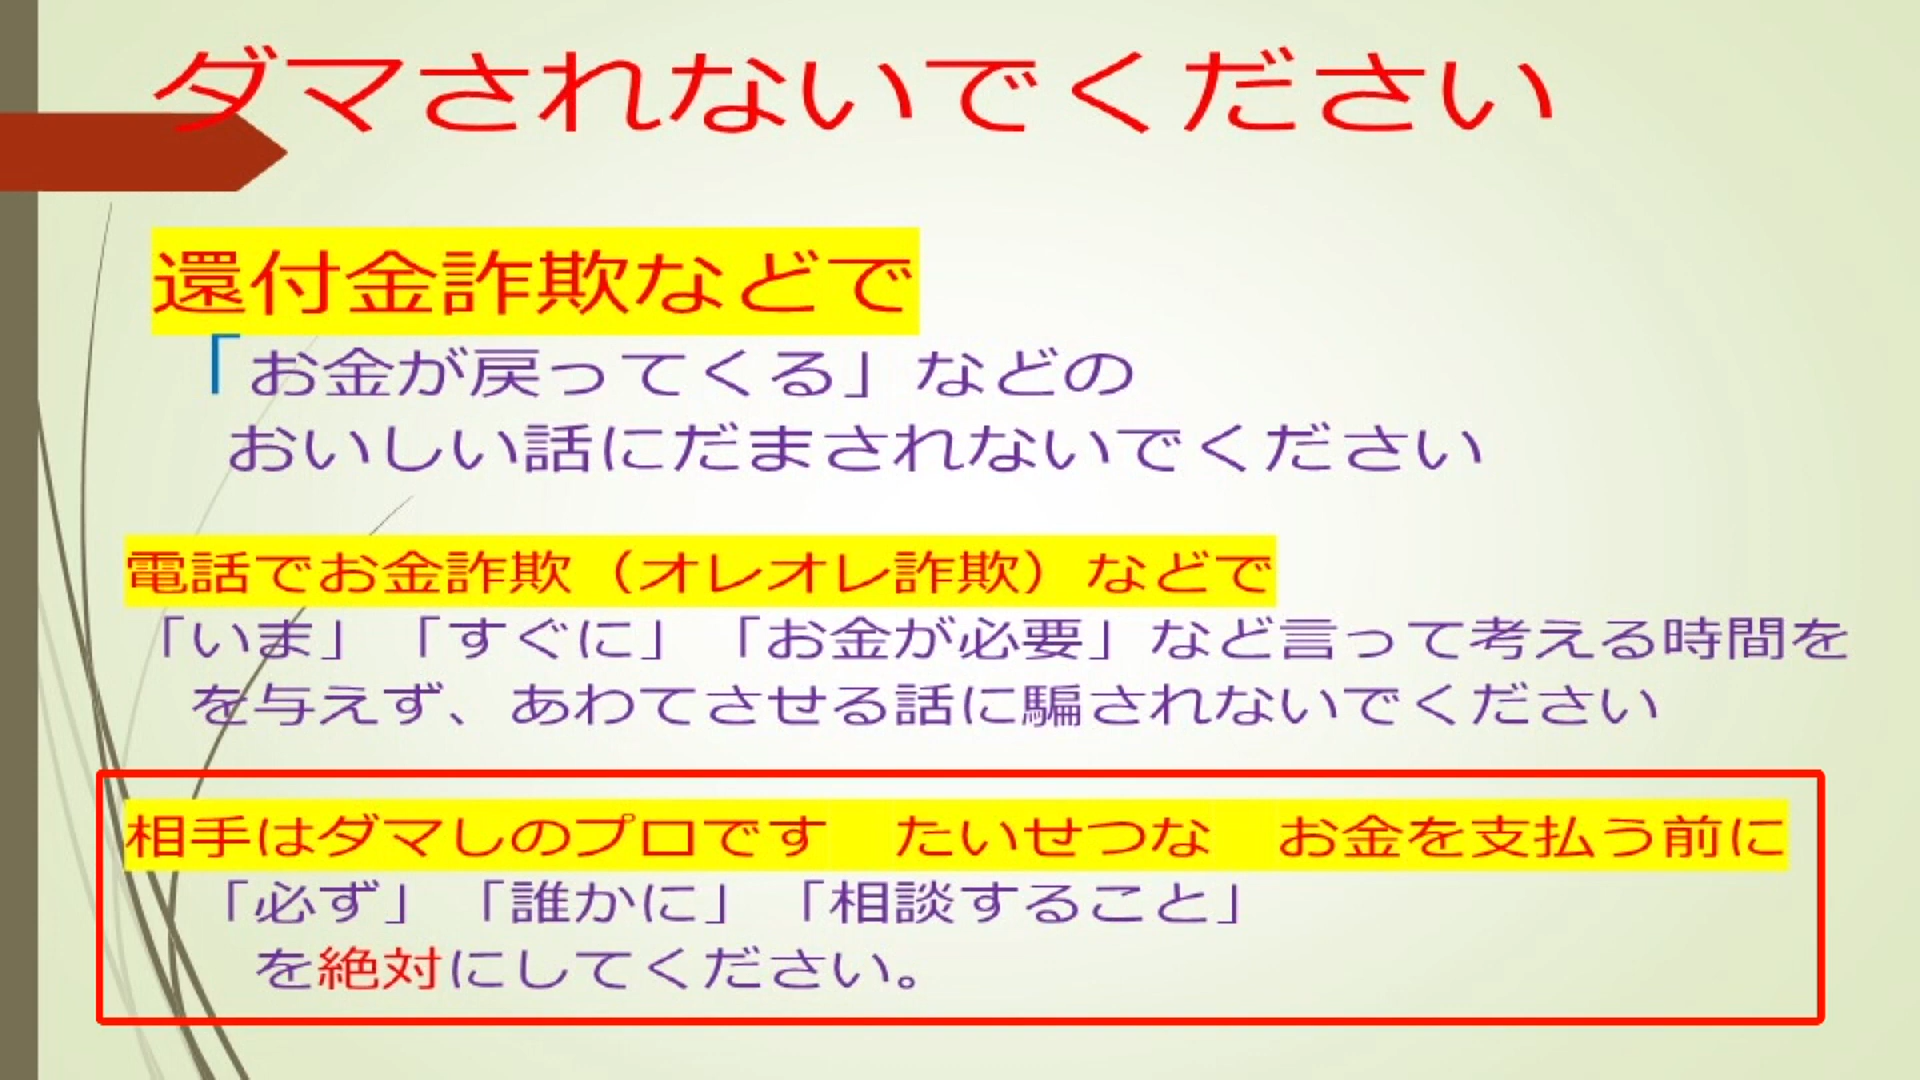 ダマされないでください
還付金詐欺などで
「お金が戻ってくる」などの
おいしい話にだまされないでください
電話でお金詐欺（オレオレ詐欺）などで
「いま」「すぐに」「お金が必要」など言って考える時間を
を与えず、あわてさせる話に騙されないでください
相手はダマしのプロです　たいせつな　お金を支払う前に
「必ず」「誰かに」「相談すること」
を絶対にしてください。